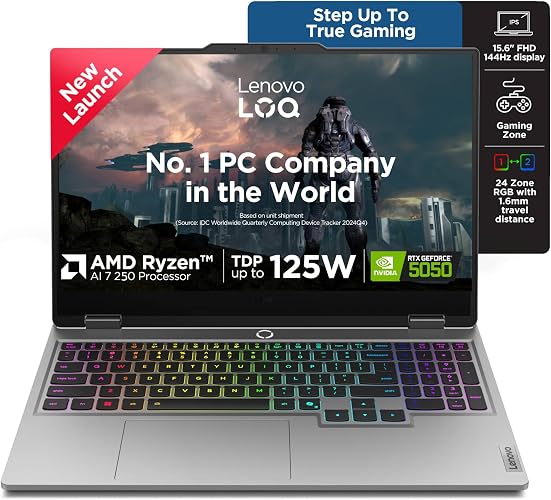 New
Launch
Step Up To
True Gaming
IPS
15.6" FHD
144Hz display
Gaming
Zone
1 2
24 Zone
RGB with
1.6mm
travel
distance
Lenovo
LOQ
No. 1 PC Company
in the World
Based on unit shipment
(Source: IDC Worldwide Quarterly Computing Device Tracker 2024Q4)
AMD Ryzen™
AI 7 250 Processor
TDP
up to
125W
NVIDIA
RTX GEFORCE
5050
Lenovo